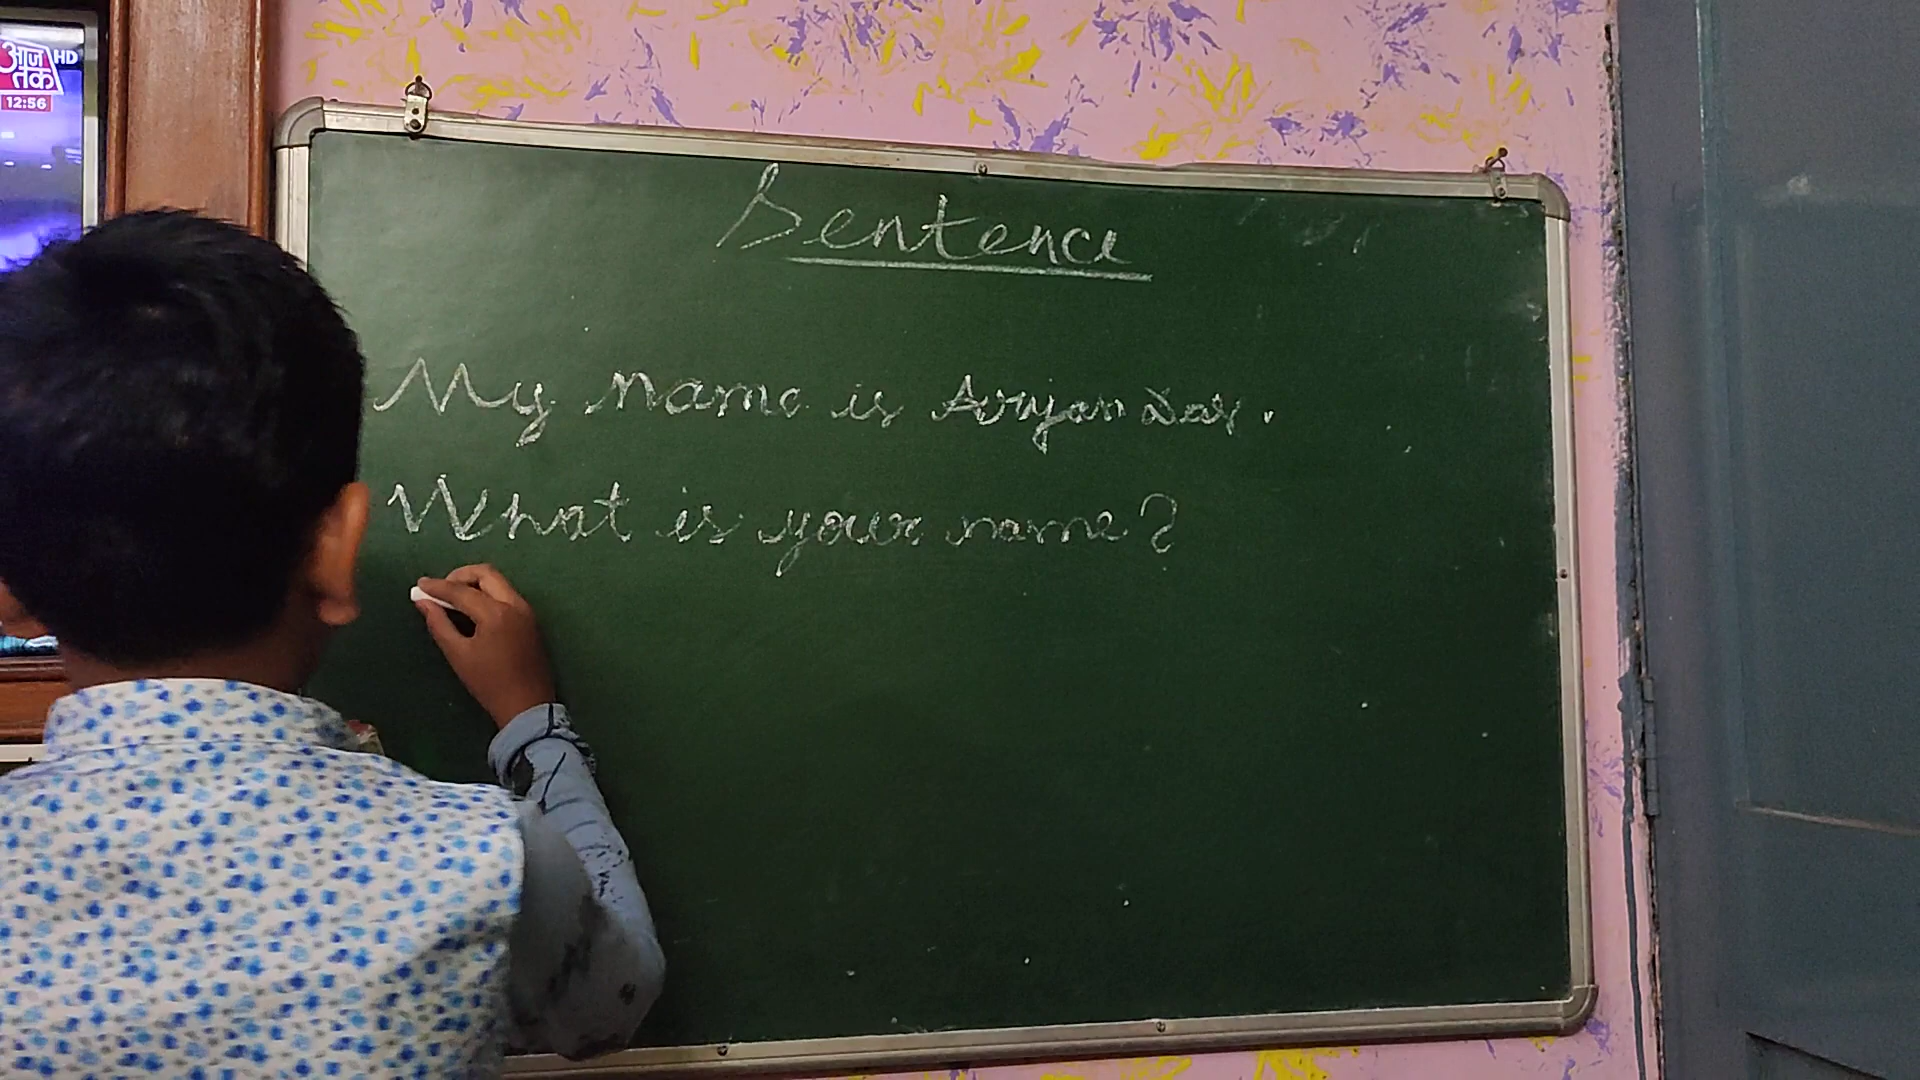 आज तक HD
12:56
Sentence
My name is Aryan Das.
What is your name?